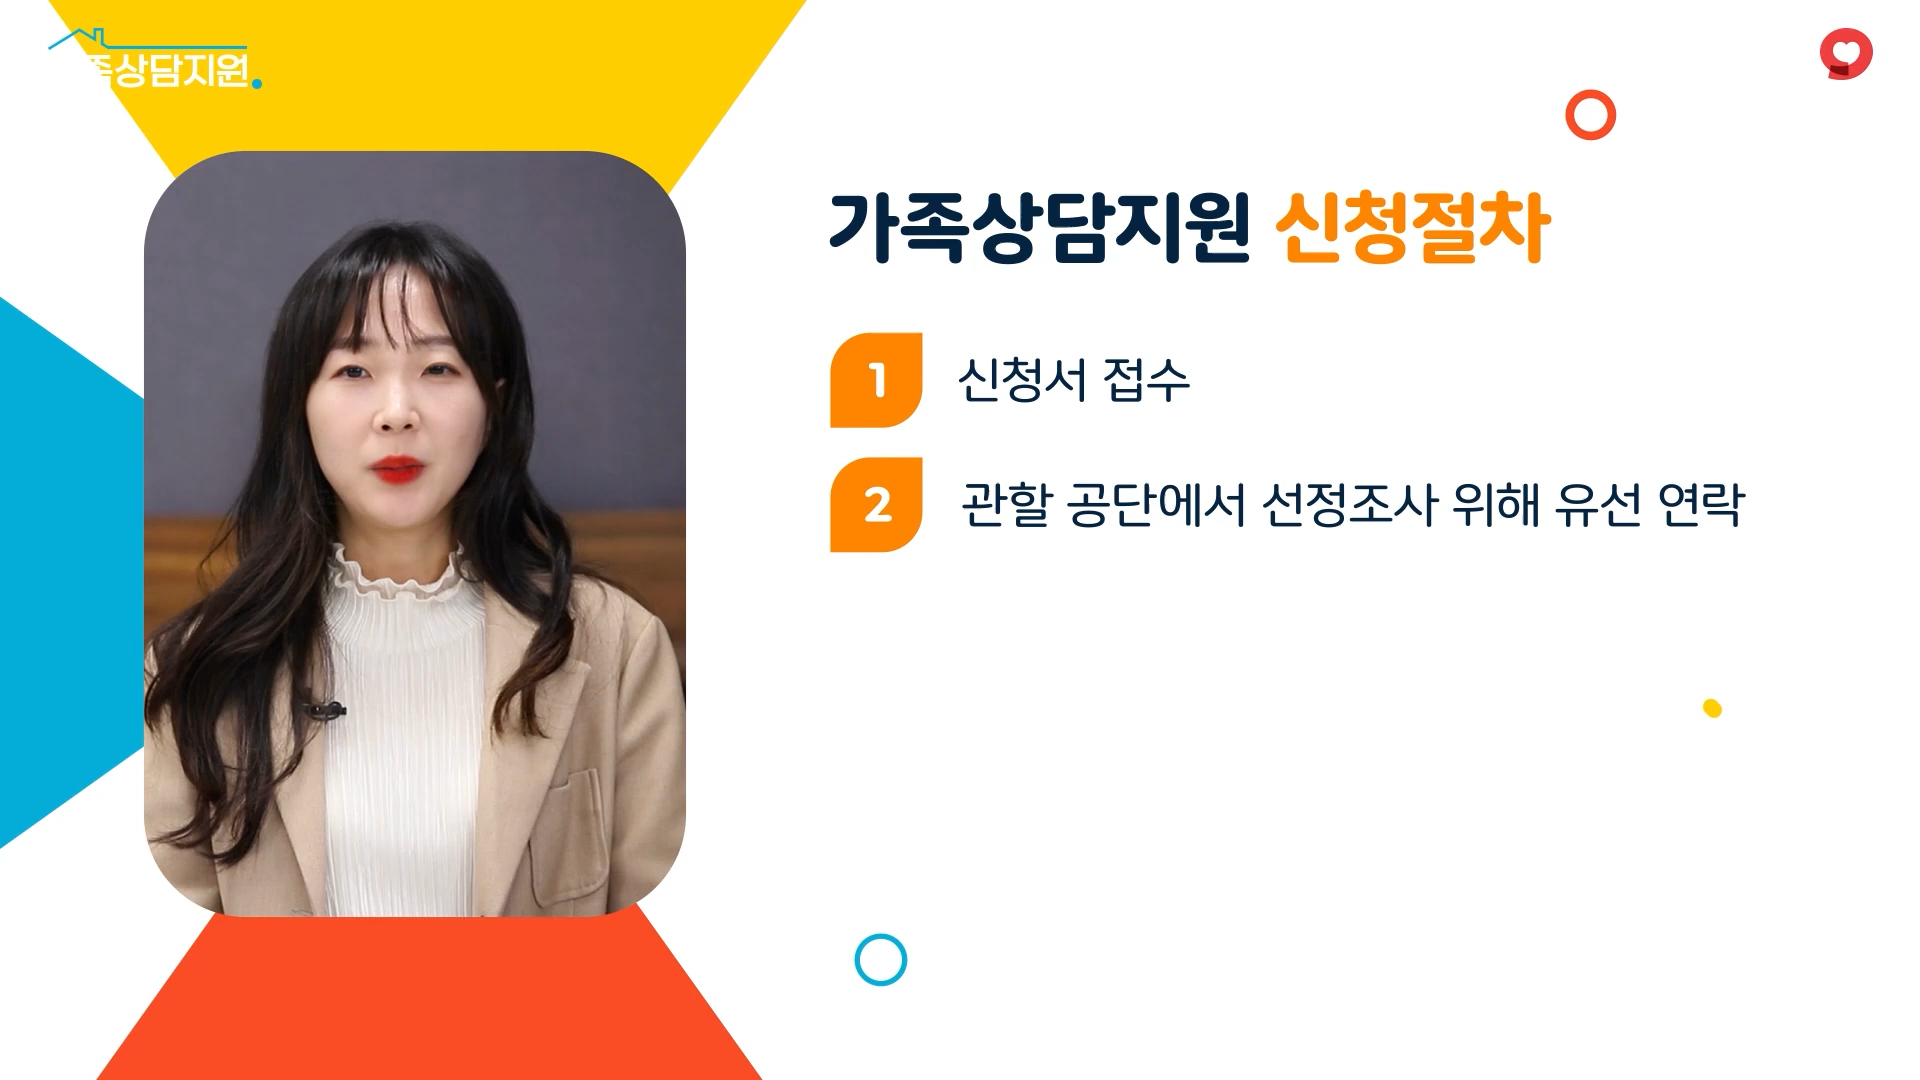 족상담지원.
가족상담지원 신청절차
1 신청서 접수
2 관할 공단에서 선정조사 위해 유선 연락